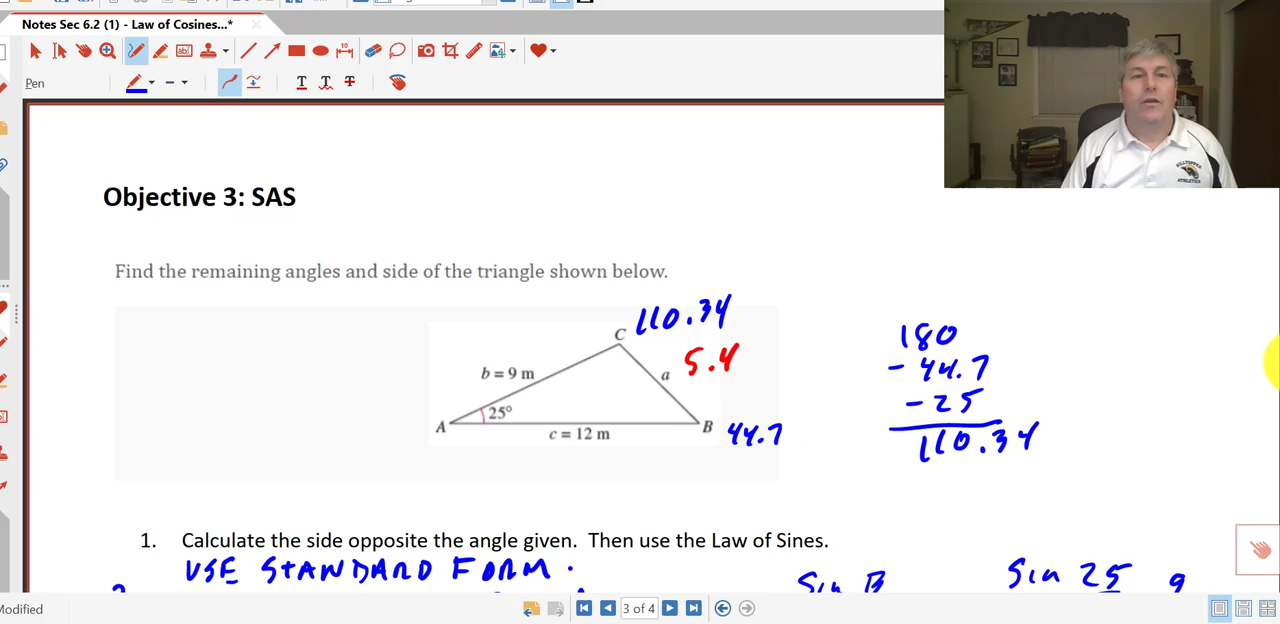 Notes Sec 6.2 (1) - Law of Cosines...*
Pen
Objective 3: SAS
Find the remaining angles and side of the triangle shown below.
C 110.34
b = 9 m
a 5.4
25°
A
B 44.7
c = 12 m
180
- 44.7
- 25
110.34
1. Calculate the side opposite the angle given. Then use the Law of Sines.
USE STANDARD FORM.
Sin B
Sin 25
9
Modified
3 of 4
HILLTOPPER
ATHLETICS